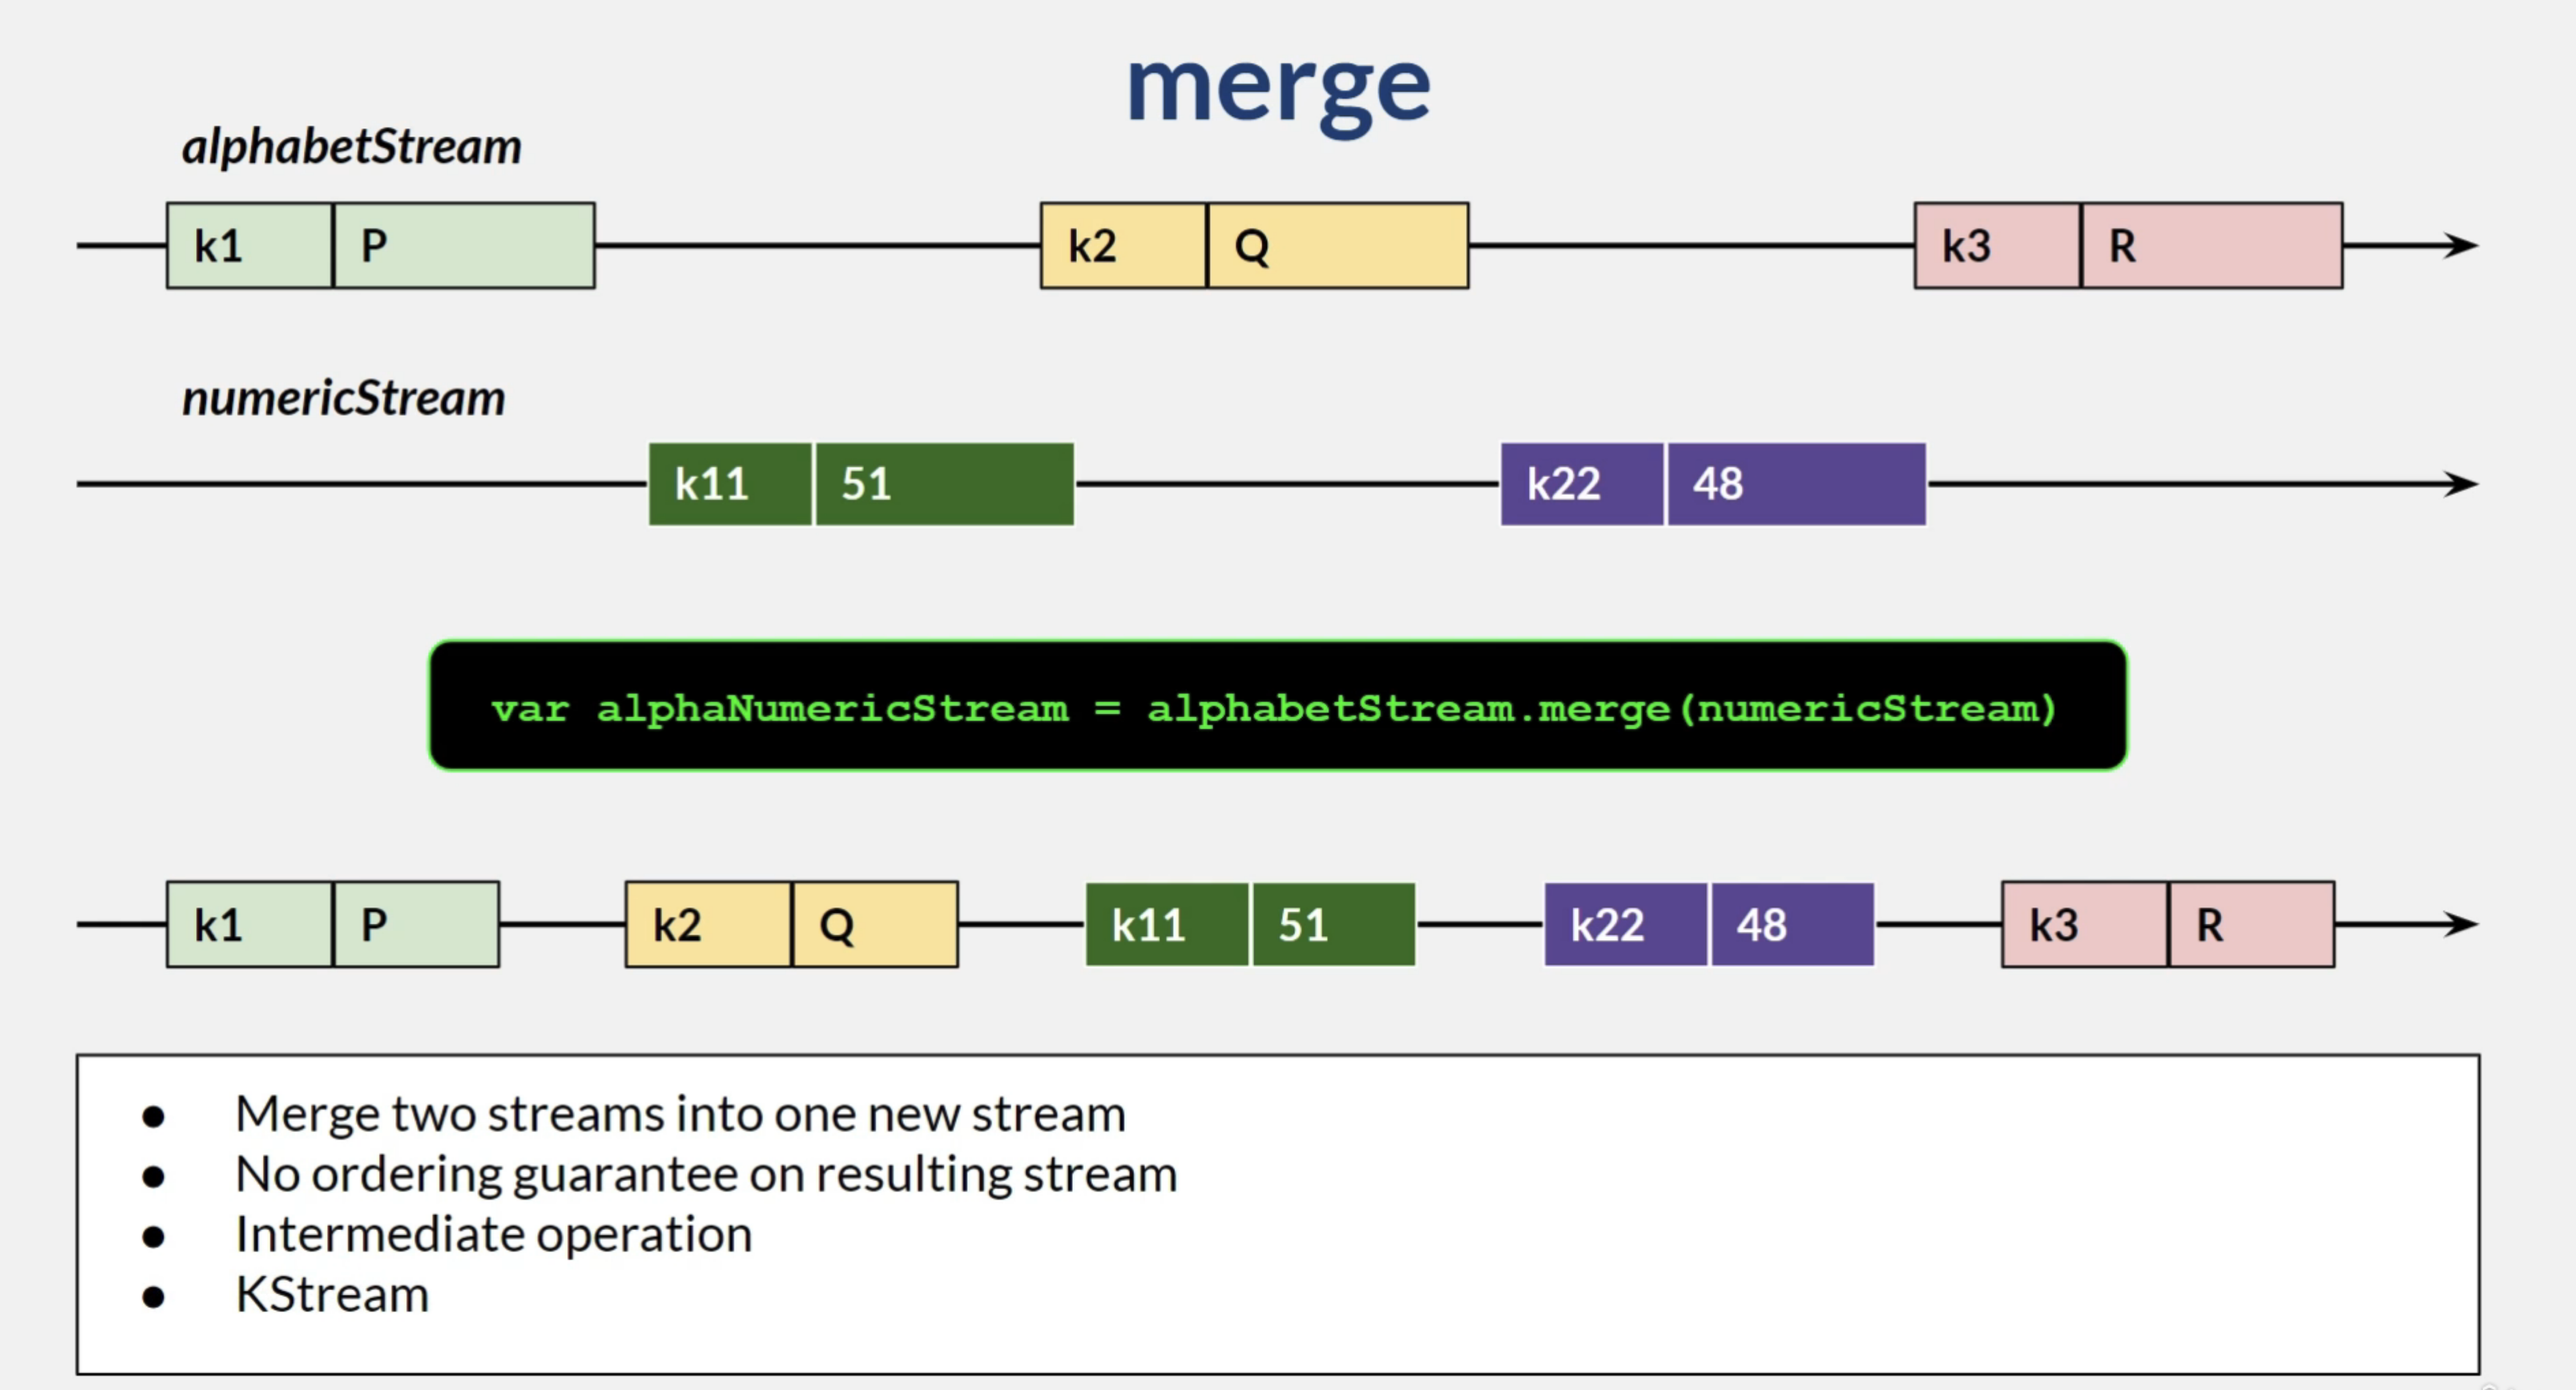 merge
alphabetStream
k1 P k2 Q k3 R
numericStream
k11 51 k22 48
var alphaNumericStream = alphabetStream.merge(numericStream)
k1 P k2 Q k11 51 k22 48 k3 R
● Merge two streams into one new stream
● No ordering guarantee on resulting stream
● Intermediate operation
● KStream